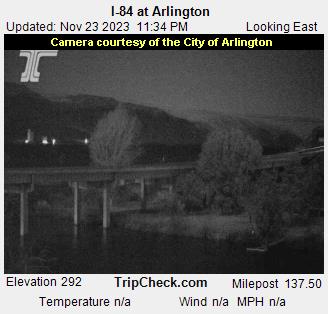 I-84 at Arlington
Updated: Nov 23 2023 11:34 PM Looking East
Camera courtesy of the City of Arlington
Elevation 292 TripCheck.com Milepost 137.50
Temperature n/a Wind n/a MPH n/a